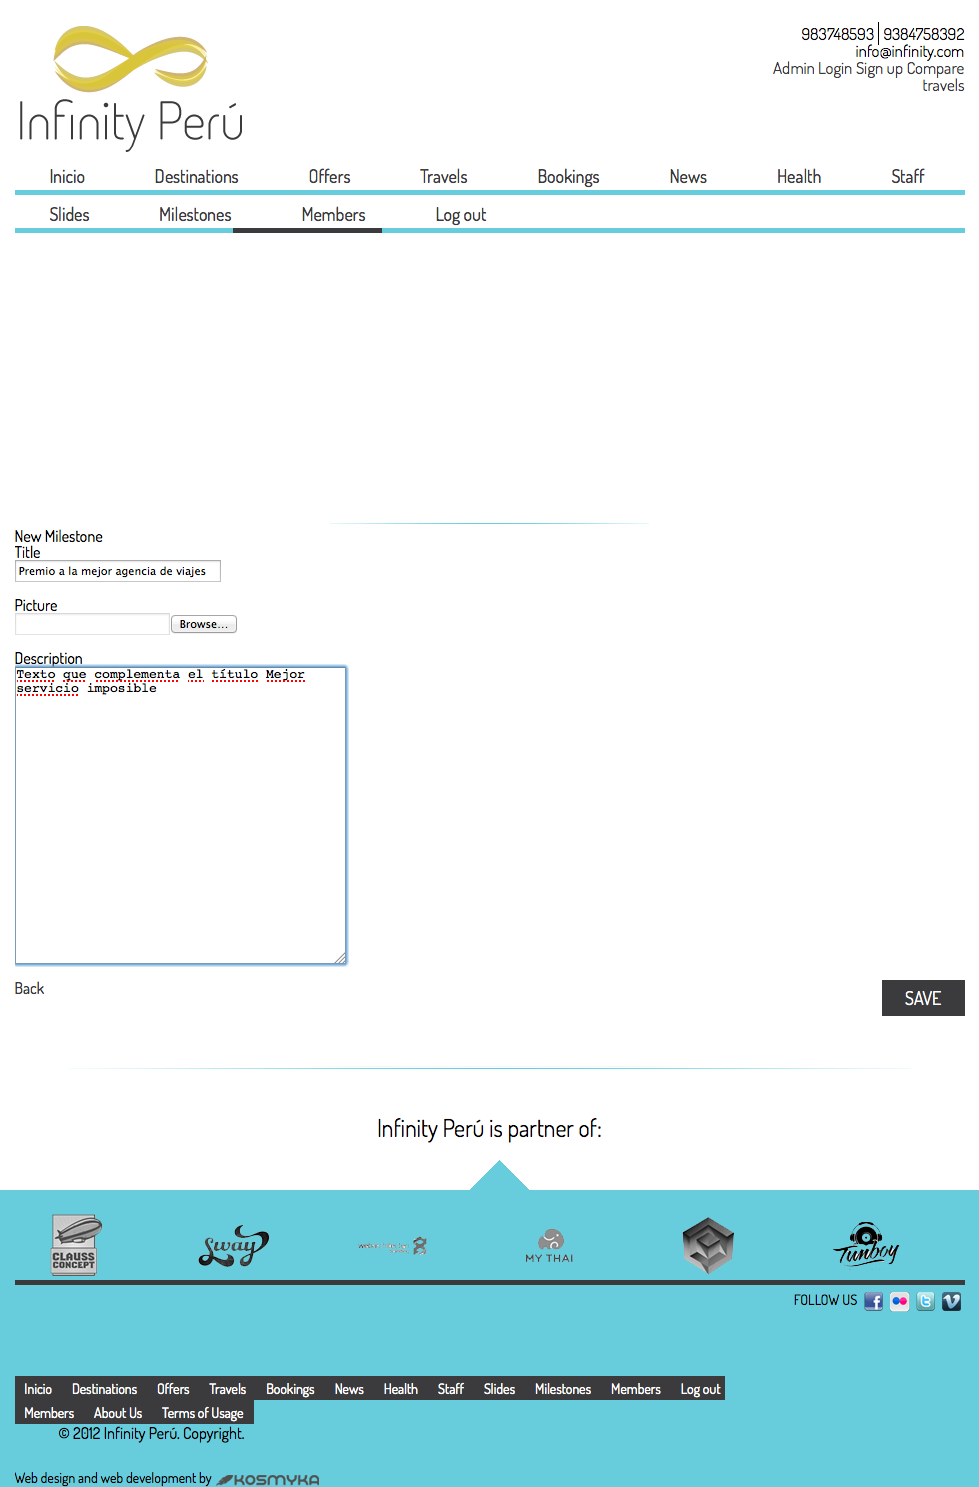 Infinity Perú
983748593 | 9384758392
info@infinity.com
Admin Login Sign up Compare
travels
Inicio Destinations Offers Travels Bookings News Health Staff
Slides Milestones Members Log out
New Milestone
Title
Premio a la mejor agencia de viajes
Picture
Browse...
Description
Texto que complementa el título Mejor
servicio imposible
Back
SAVE
Infinity Perú is partner of:
CLAUSS
CONCEPT
Sway
MY THAI
Tunboy
FOLLOW US
Inicio Destinations Offers Travels Bookings News Health Staff Slides Milestones Members Log out
Members About Us Terms of Usage
© 2012 Infinity Perú. Copyright.
Web design and web development by KOSMYKA